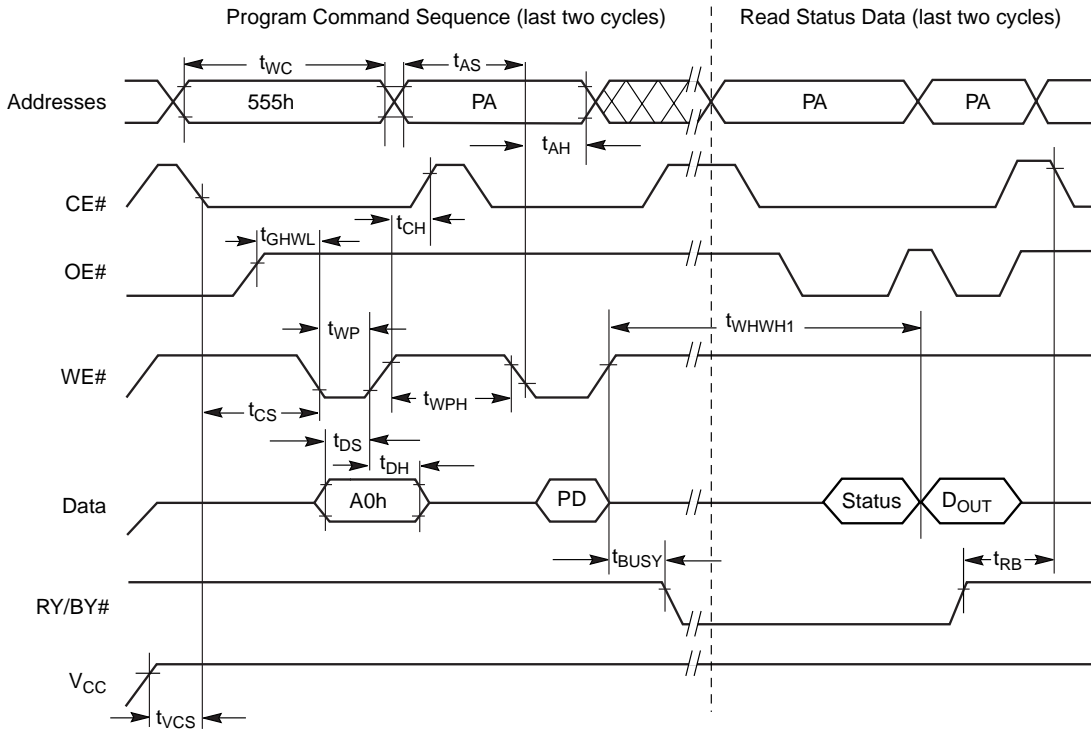 Program Command Sequence (last two cycles) Read Status Data (last two cycles)
tWC tAS
Addresses 555h PA PA PA
tAH
CE#
tCH
tGHWL
OE#
tWP tWHWH1
WE#
tCS tWPH
tDS
tDH
Data A0h PD Status DOUT
tBUSY tRB
RY/BY#
VCC
tVCS